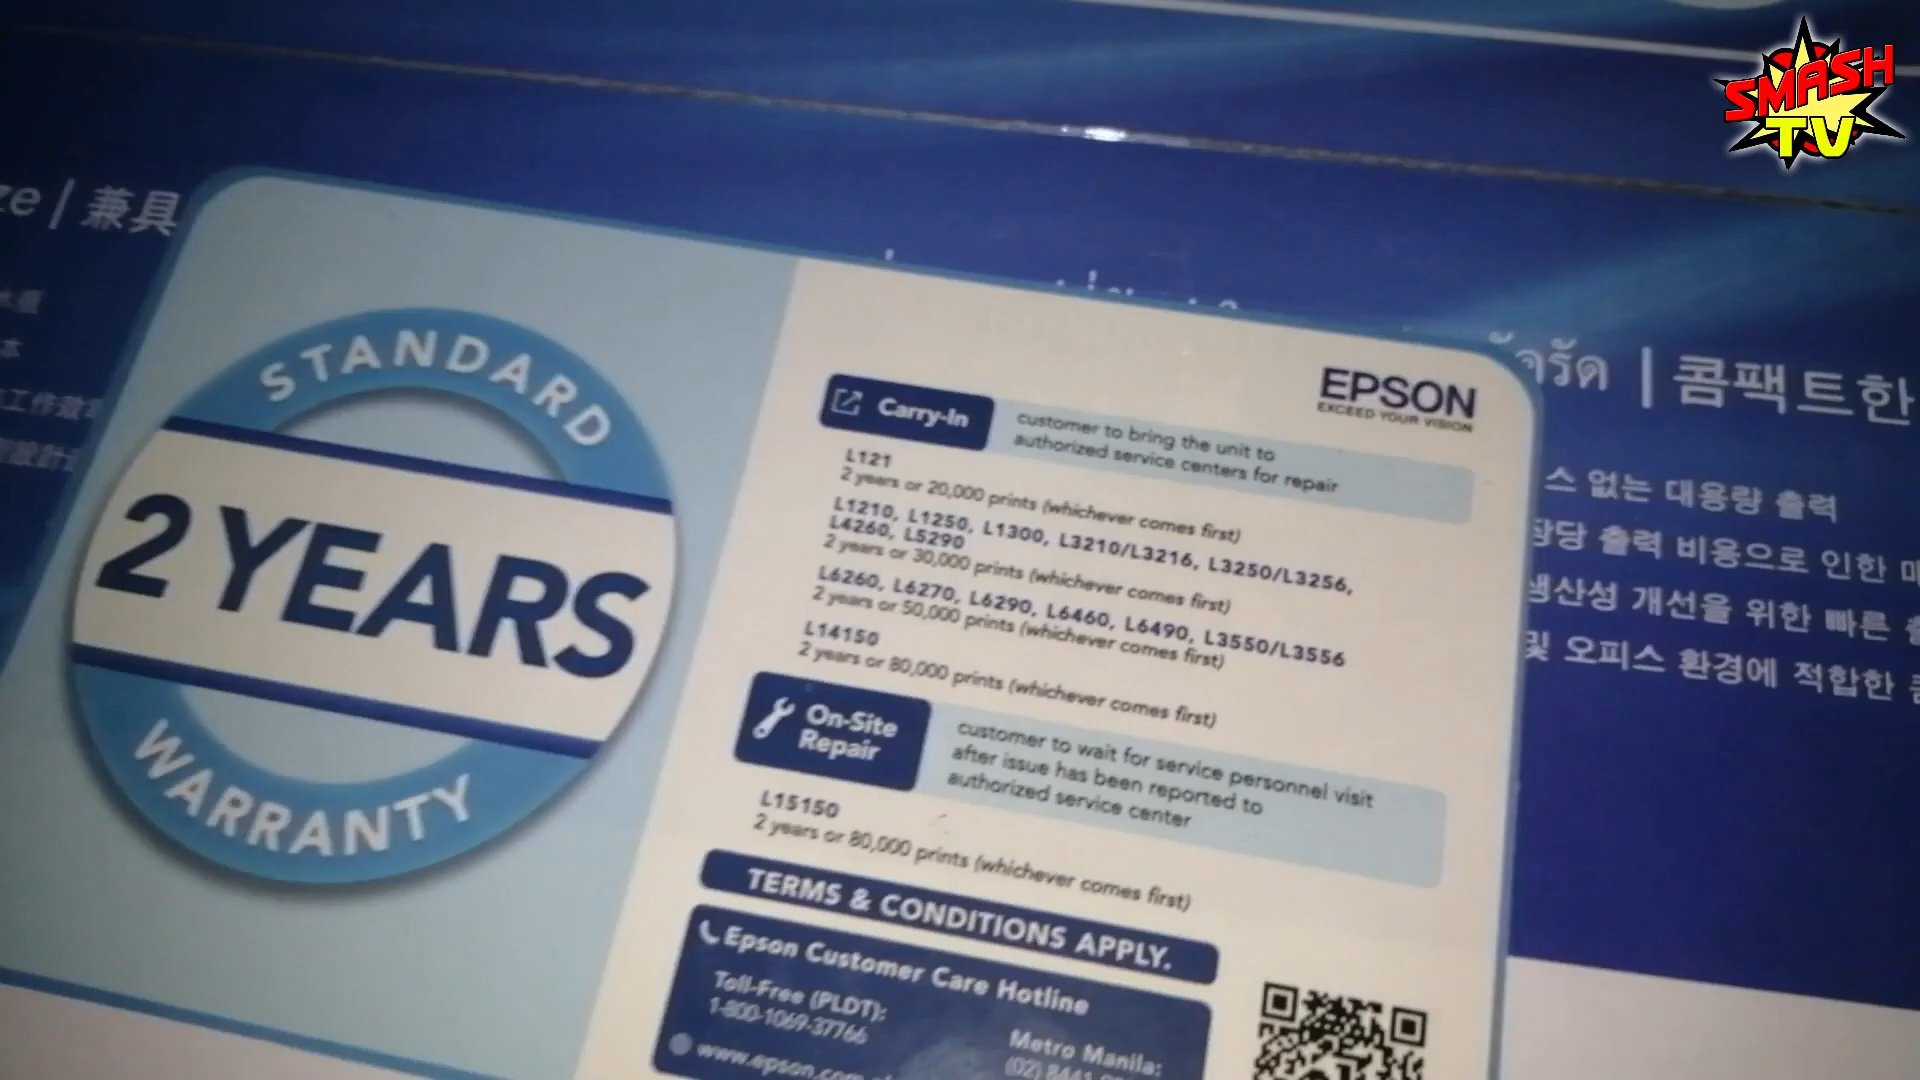 SMASH
TV
ze | 兼具
STANDARD
2 YEARS
WARRANTY
EPSON
EXCEED YOUR VISION
Carry-In
customer to bring the unit to
authorized service centers for repair
L121
2 years or 20,000 prints (whichever comes first)
L1210, L1250, L1300, L3210/L3216, L3250/L3256,
L4260, L5290
2 years or 30,000 prints (whichever comes first)
L6260, L6270, L6290, L6460, L6490, L3550/L3556
2 years or 50,000 prints (whichever comes first)
L14150
2 years or 80,000 prints (whichever comes first)
On-Site
Repair
customer to wait for service personnel visit
after issue has been reported to
authorized service center
L15150
2 years or 80,000 prints (whichever comes first)
TERMS & CONDITIONS APPLY.
Epson Customer Care Hotline
Toll-Free (PLDT):
1-800-1069-37766
Metro Manila:
(02) 8441
www.epson.com
| 콤팩트한
스 없는 대용량 출력
장당 출력 비용으로 인한
생산성 개선을 위한 빠른
및 오피스 환경에 적합한